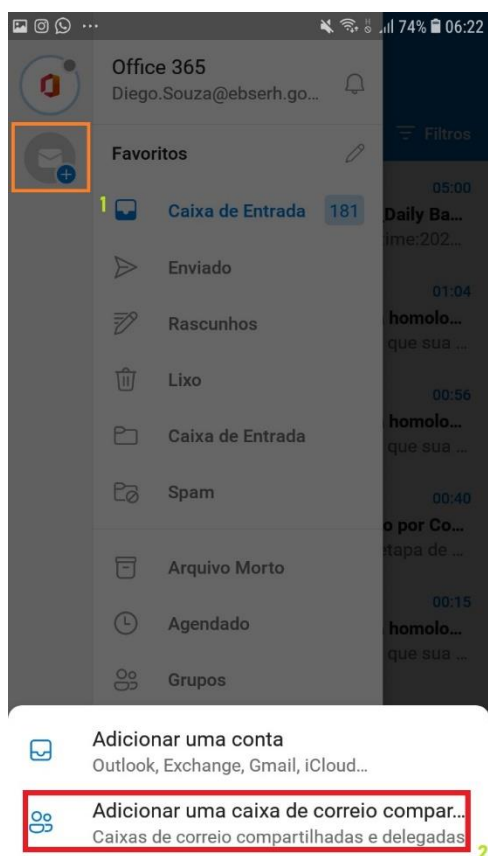 74% 06:22
Office 365
Diego.Souza@ebserh.go...
Filtros
Favoritos
05:00
1 Caixa de Entrada 181 Daily Ba...
ime:202...
Enviado
01:04
Rascunhos homolo...
que sua ...
Lixo
00:56
Caixa de Entrada homolo...
que sua ...
Spam 00:40
o por Co...
etapa de ...
Arquivo Morto
00:15
Agendado homolo...
que sua ...
Grupos
Adicionar uma conta
Outlook, Exchange, Gmail, iCloud...
Adicionar uma caixa de correio compar...
Caixas de correio compartilhadas e delegadas
2